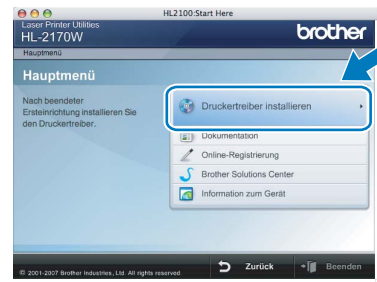 HL2100:Start Here
Laser Printer Utilities
HL-2170W
brother
Hauptmenü
Hauptmenü
Nach beendeter
Ersteinrichtung installieren Sie
den Druckertreiber.
Druckertreiber installieren
Dokumentation
Online-Registrierung
Brother Solutions Center
Information zum Gerät
© 2001-2007 Brother Industries, Ltd. All rights reserved
Zurück
Beenden